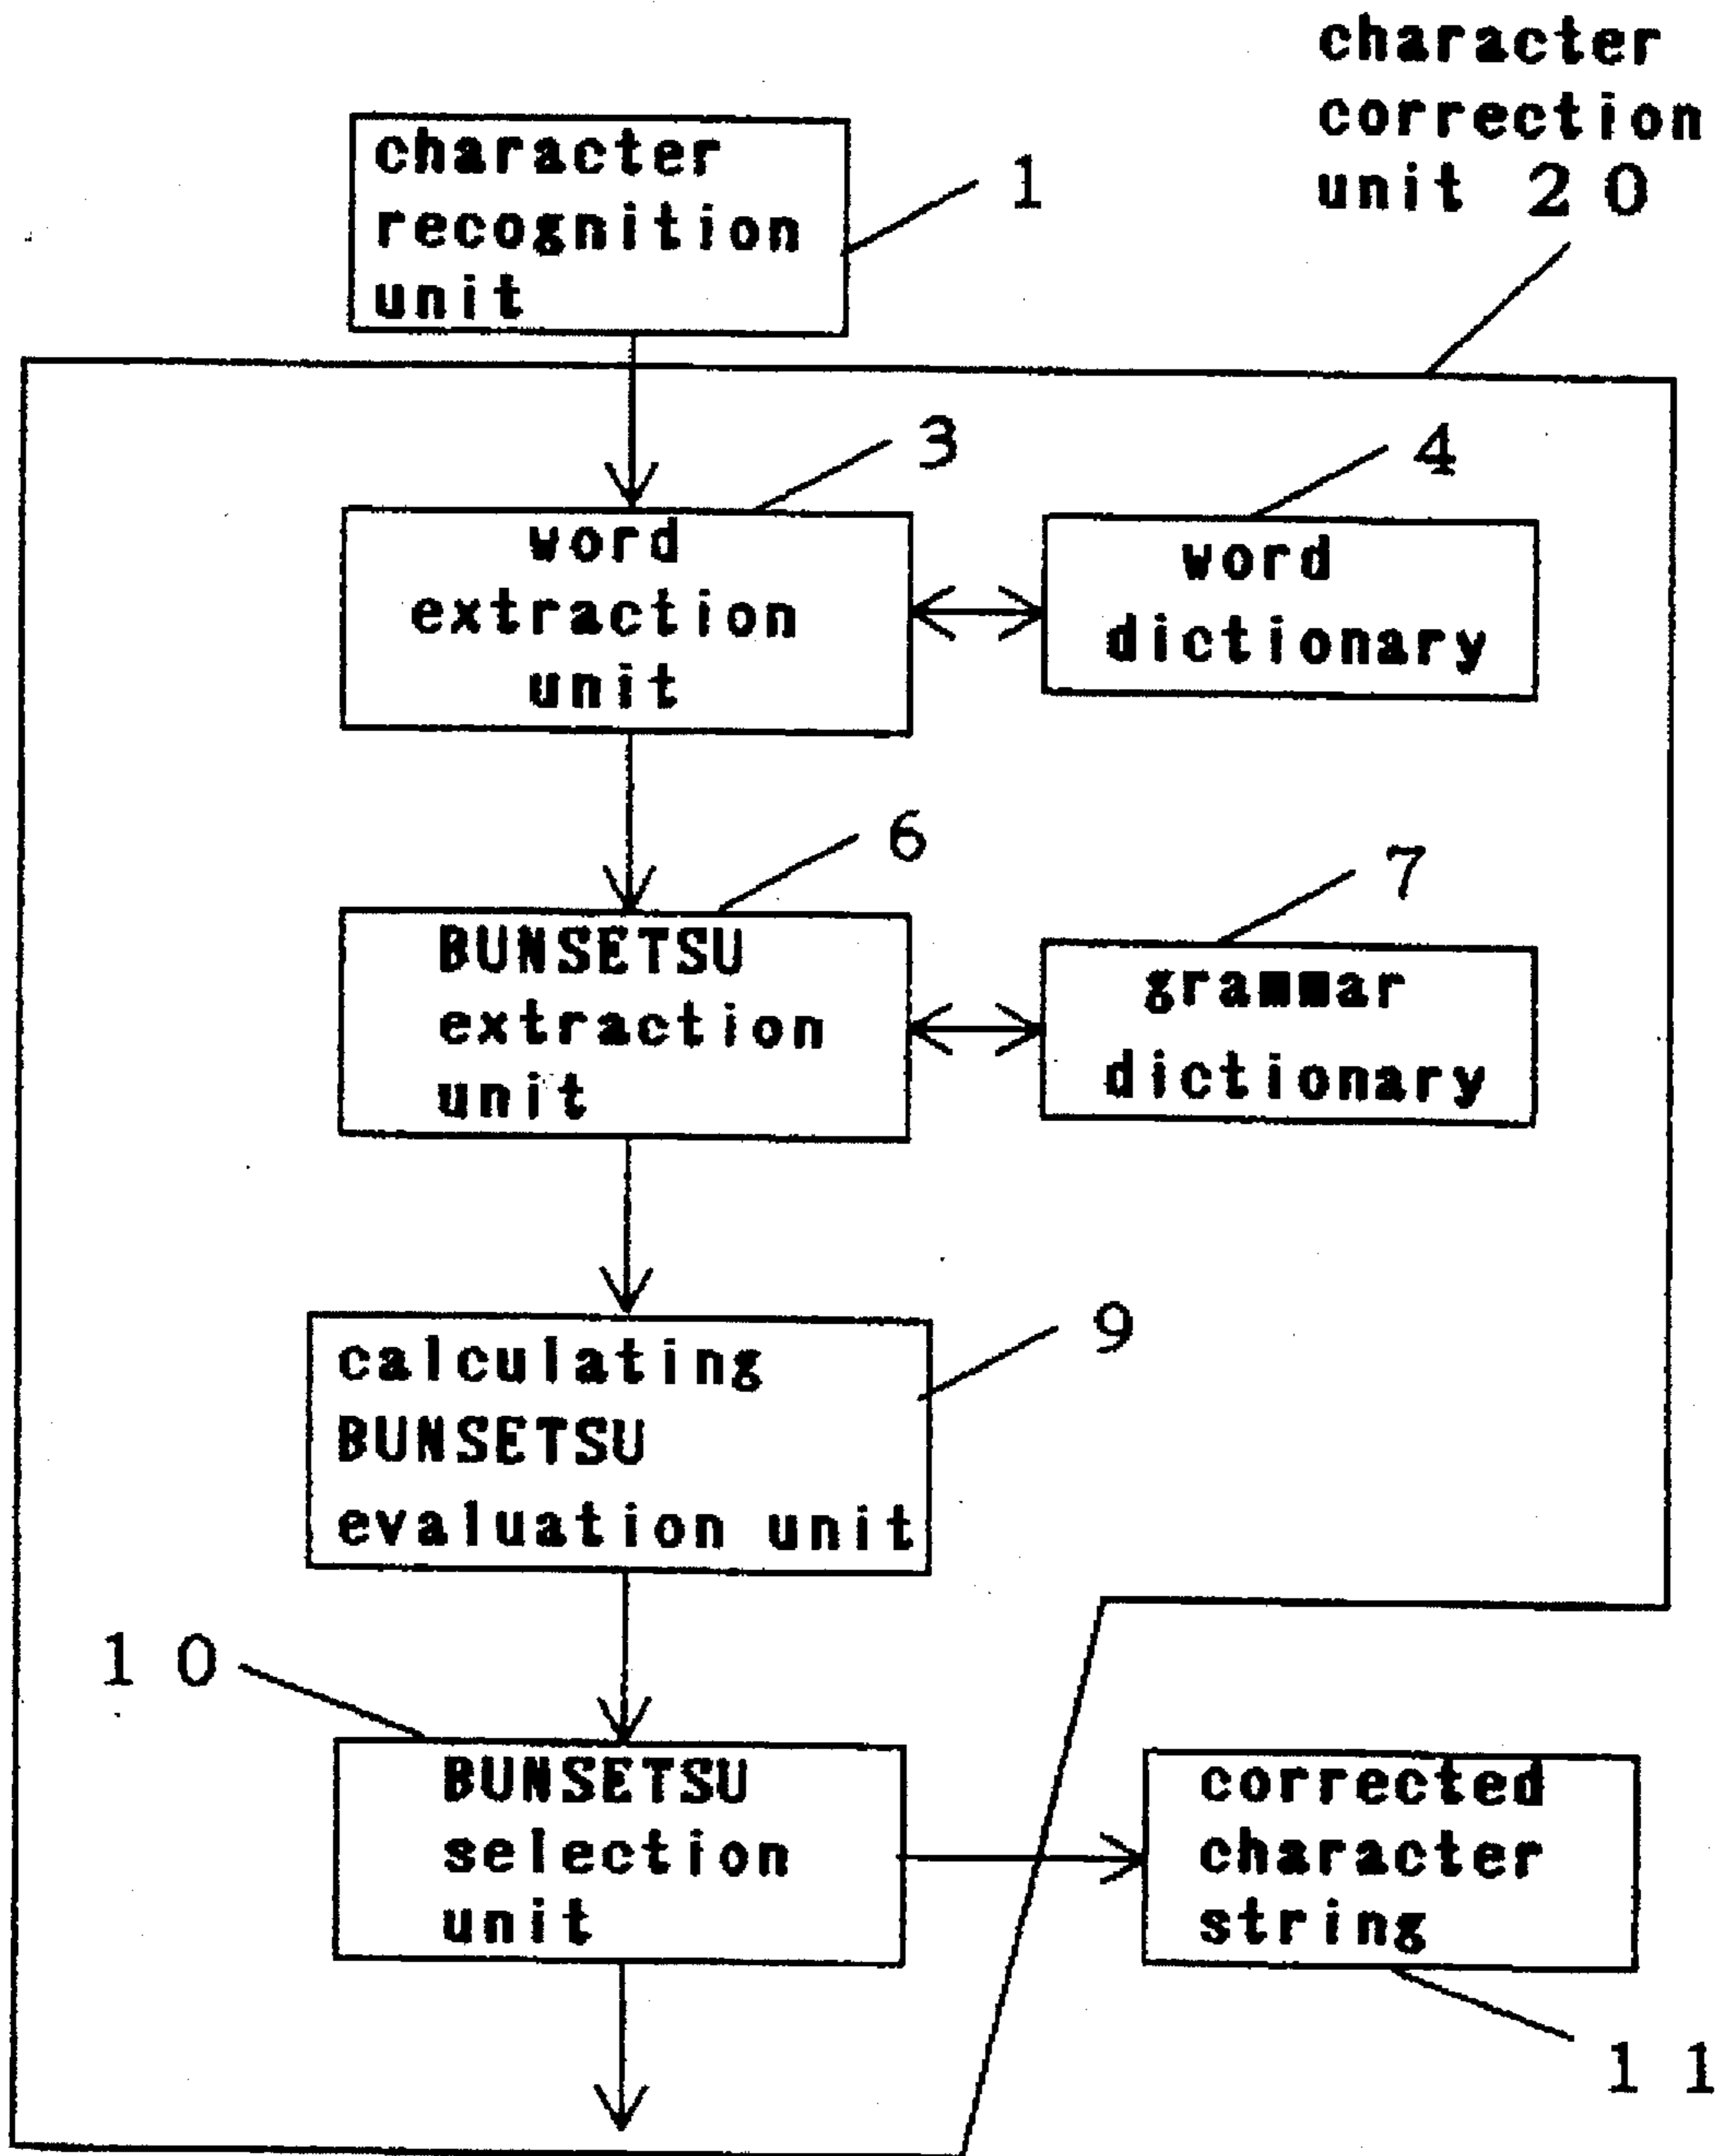 character
correction
unit 20
character
recognition
unit
1
3
word
extraction
unit
4
word
dictionary
6
BUNSETSU
extraction
unit
7
grammar
dictionary
9
calculating
BUNSETSU
evaluation unit
10
BUNSETSU
selection
unit
corrected
character
string
11